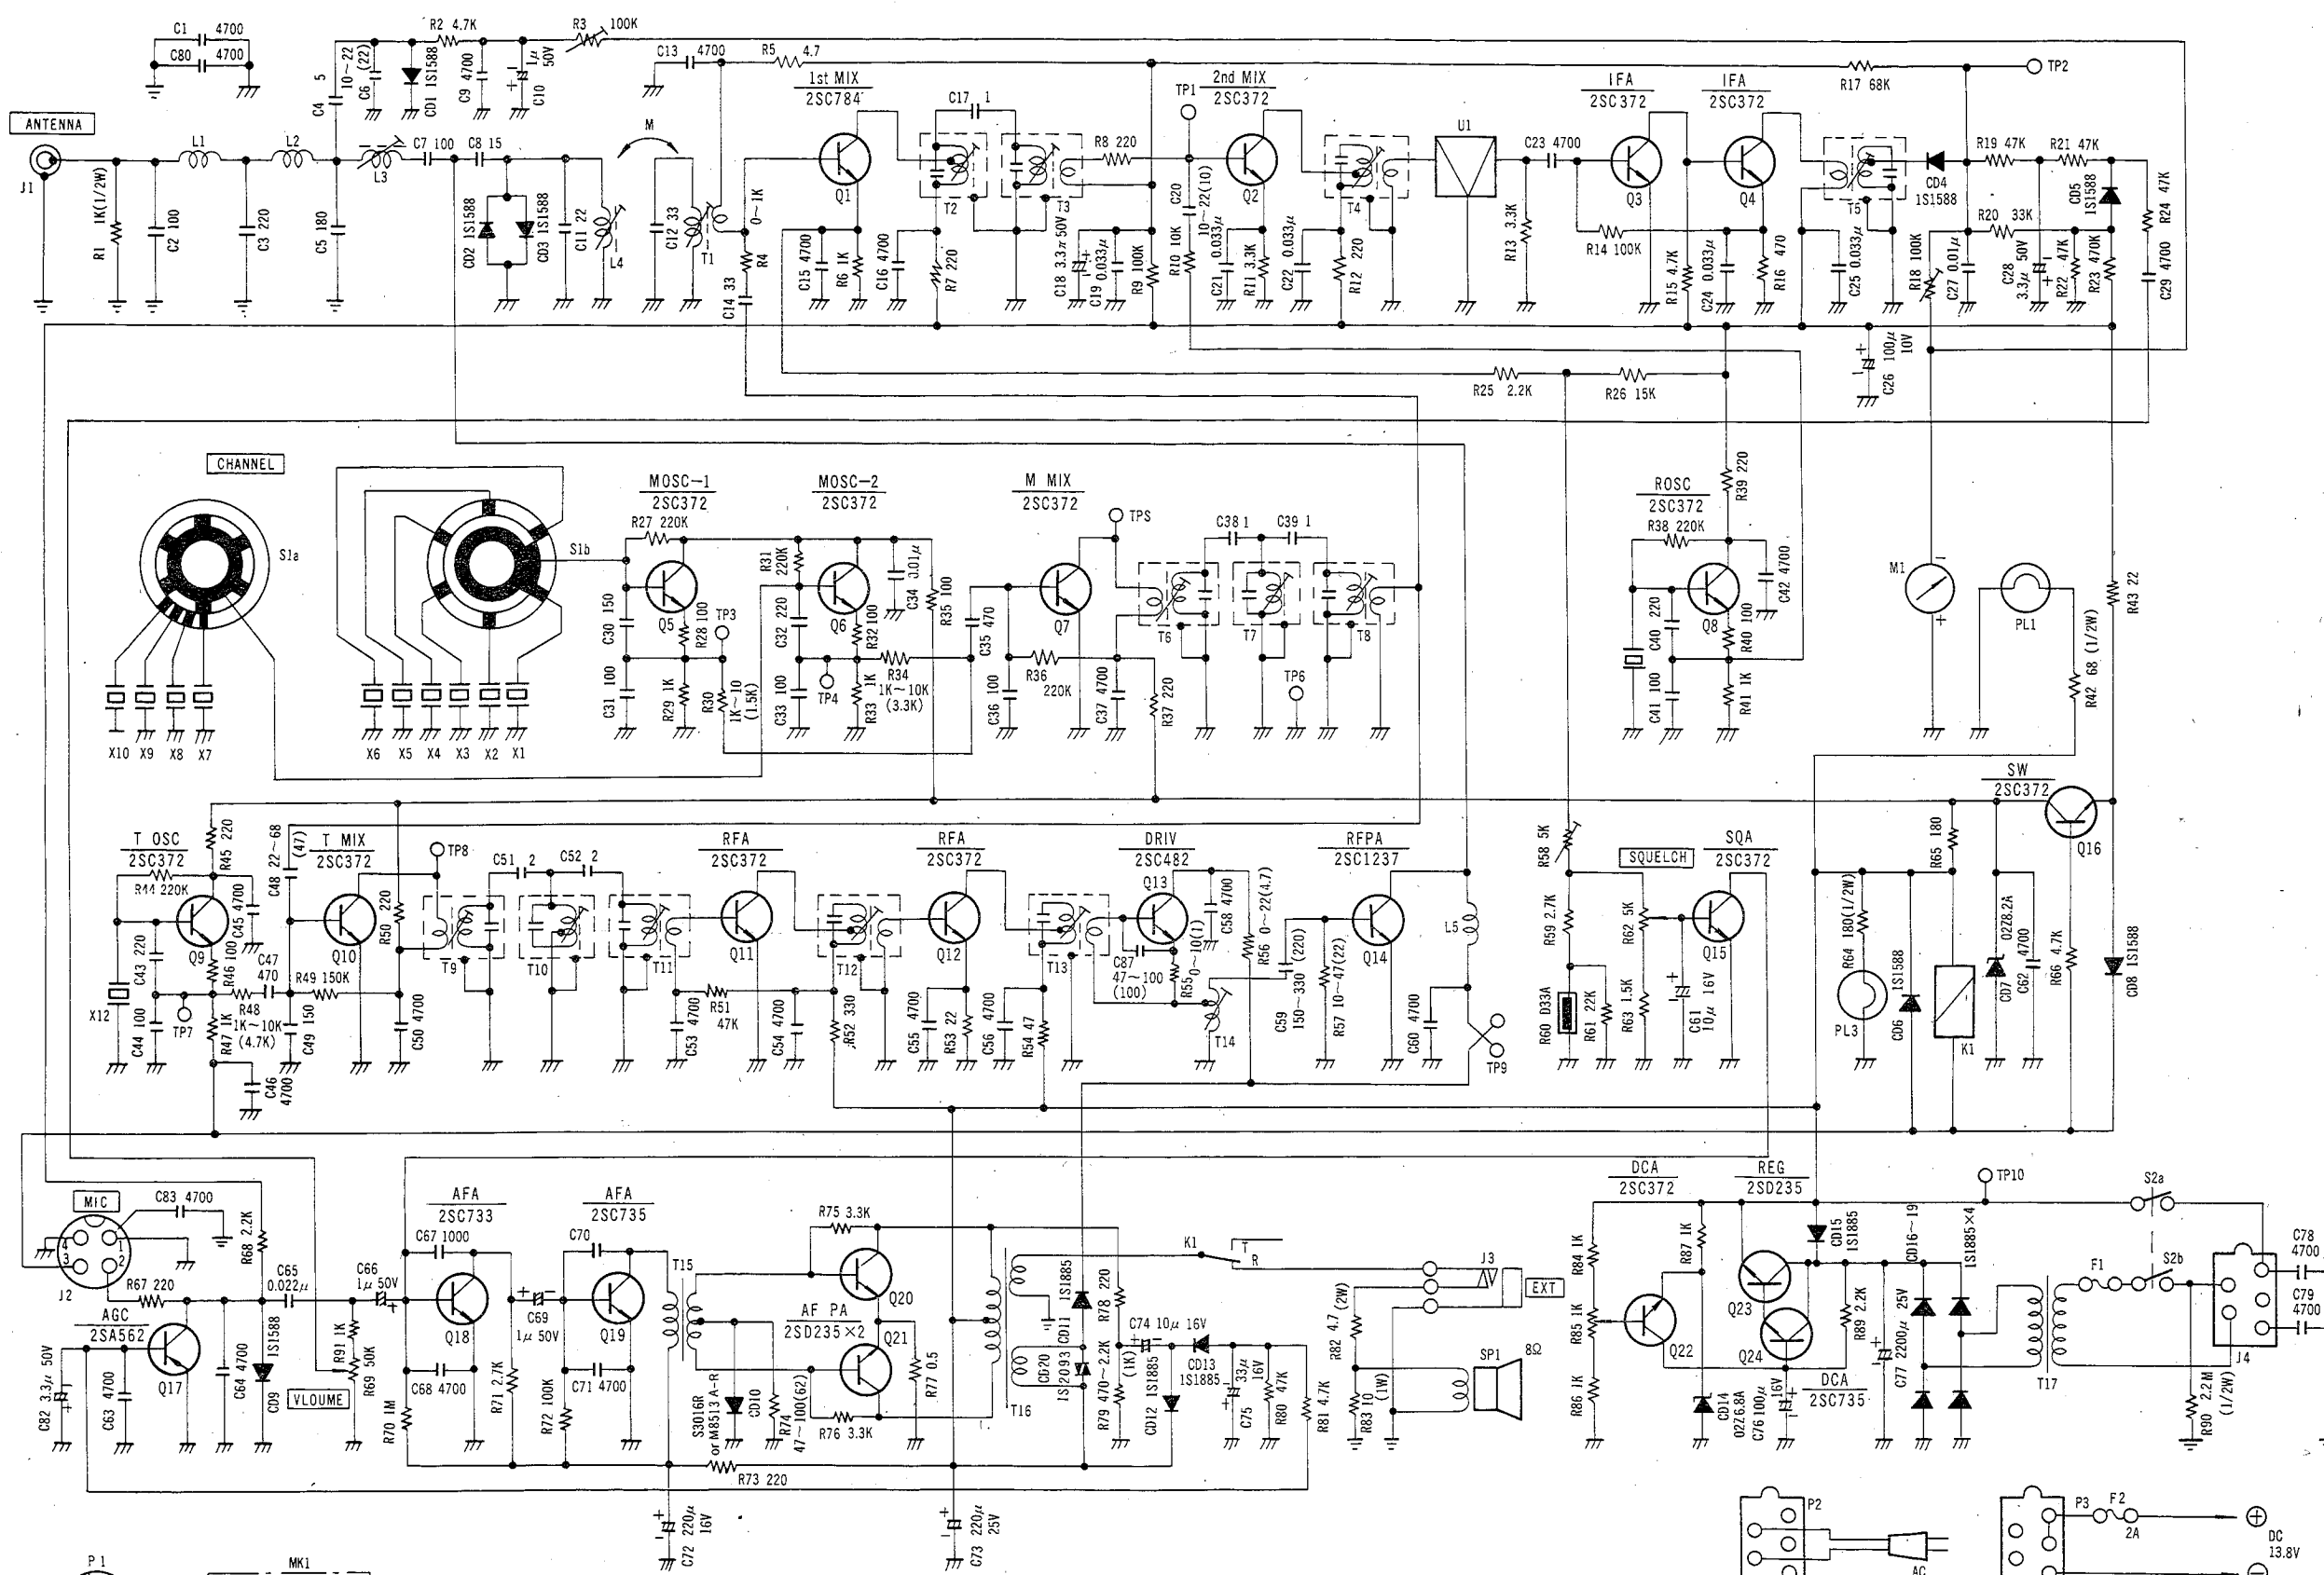 C1 4700
C80 4700
C4 5
10~22
C6 (22)
CD1 1S1588
R2 4.7K
C9 4700
1μ 50V
C10
R3 100K
C13 4700
R5 4.7
1st MIX
2SC784
C17 1
2nd MIX
2SC372
TP1
IFA
2SC372
IFA
2SC372
R17 68K
TP2
ANTENNA
J1
L1
L2
L3
C7 100
C8 15
M
Q1
R8 220
Q2
U1
C23 4700
Q3
Q4
CD4
1S1588
R19 47K
R21 47K
CD5
1S1588
R24 47K
R1 1K(1/2W)
C2 100
C3 220
C5 180
CD2 1S1588
CD3 1S1588
C11 22
L4
C12 33
T1
0~1K
R4
C14 33
C15 4700
R6 1K
C16 4700
R7 220
T2
T3
C18 3.3μ 50V
C19 0.033μ
R9 100K
R10 10K
C20
10~22(10)
C21 0.033μ
R11 3.3K
C22 0.033μ
R12 220
T4
R13 3.3K
R14 100K
R15 4.7K
C24 0.033μ
R16 470
T5
C25 0.033μ
R18 100K
C27 0.01μ
R20 33K
C28
3.3μ 50V
R22 47K
R23 470K
C29 4700
C26 100μ
10V
R25 2.2K
R26 15K
CHANNEL
S1a
S1b
MOSC-1
2SC372
MOSC-2
2SC372
M MIX
2SC372
TPS
C38 1
C39 1
ROSC
2SC372
R39 220
R27 220K
R38 220K
R31
220K
C34 0.01μ
R35 100
C35 470
C42 4700
C30 150
Q5
R28 100
TP3
C32 220
Q6
R32 100
Q7
T6
T7
T8
C40 220
Q8
R40 100
M1
PL1
R43 22
R42 68 (1/2W)
C31 100
R29 1K
R30
1K~10
(1.5K)
C33 100
TP4
R33 1K
R34
1K~10K
(3.3K)
C36 100
R36
220K
C37 4700
R37 220
TP6
C41 100
R41 1K
X10 X9 X8 X7
X6 X5 X4 X3 X2 X1
SW
2SC372
Q16
T OSC
2SC372
R45 220
C48 22~68
(47)
T MIX
2SC372
TP8
C51 2
C52 2
RFA
2SC372
RFA
2SC372
DRIV
2SC482
RFPA
2SC1237
R58 5K
SQUELCH
SQA
2SC372
R65 180
R44 220K
C45 4700
Q9
C43 220
R46 100
C47
470
Q10
R50 220
R49 150K
T9
T10
T11
Q11
T12
Q12
T13
Q13
C58 4700
C87
47~100
(100)
R55 0~10(1)
R56 0~22(4.7)
C59
150~330 (220)
R57 10~47(22)
Q14
L5
R59 2.7K
R62 5K
Q15
R64 180(1/2W)
1S1588
CD7 02Z8.2A
C62 4700
R66 4.7K
CD8 1S1588
X12
C44 100
TP7
R47 1K
R48
1K~10K
(4.7K)
C49 150
C46
4700
C50 4700
C53 4700
R51
47K
C54 4700
R52 330
C55 4700
R53 22
C56 4700
R54 47
T14
C60 4700
TP9
R60 D33A
R61 22K
R63 1.5K
C61
10μ 16V
PL3
CD6
K1
MIC
4 1
3 2
J2
C83 4700
R68 2.2K
R67 220
C65
0.022μ
C66
1μ 50V
AFA
2SC733
C67 1000
Q18
C68 4700
AFA
2SC735
C70
C69
1μ 50V
Q19
C71 4700
T15
R75 3.3K
Q20
AF PA
2SD235×2
Q21
R76 3.3K
R77 0.5
T16
CD11 1S1885
CD20
1S2093
R78 220
R79 470~2.2K
(1K)
C74 10μ 16V
CD13
1S1885
CD12 1S1885
C75
33μ
16V
R80 47K
R81 4.7K
K1
T
R
J3
EXT
R82 4.7 (2W)
R83 10
(1W)
SP1
8Ω
DCA
2SC372
REG
2SD235
TP10
S2a
R84 1K
R85 1K
R86 1K
R87 1K
Q22
Q23
Q24
CD15
1S1885
CD16~19
1S1885×4
F1
S2b
C78
4700
C79
4700
J4
R89 2.2K
C77 2200μ 25V
CD14
02Z6.8A
C76 100μ
16V
DCA
2SC735
T17
R90 2.2M
(1/2W)
AGC
2SA562
Q17
C82 3.3μ 50V
C63 4700
C64 4700
CD9
1S1588
R91 1K
R69 50K
VLOUME
R70 1M
R71 2.7K
R72 100K
S3016R
or M8513 A-R
CD10
R74
47~100(62)
R73 220
C72 220μ
16V
C73 220μ
25V
P1
MK1
P2
AC
P3
F2
2A
DC
13.8V